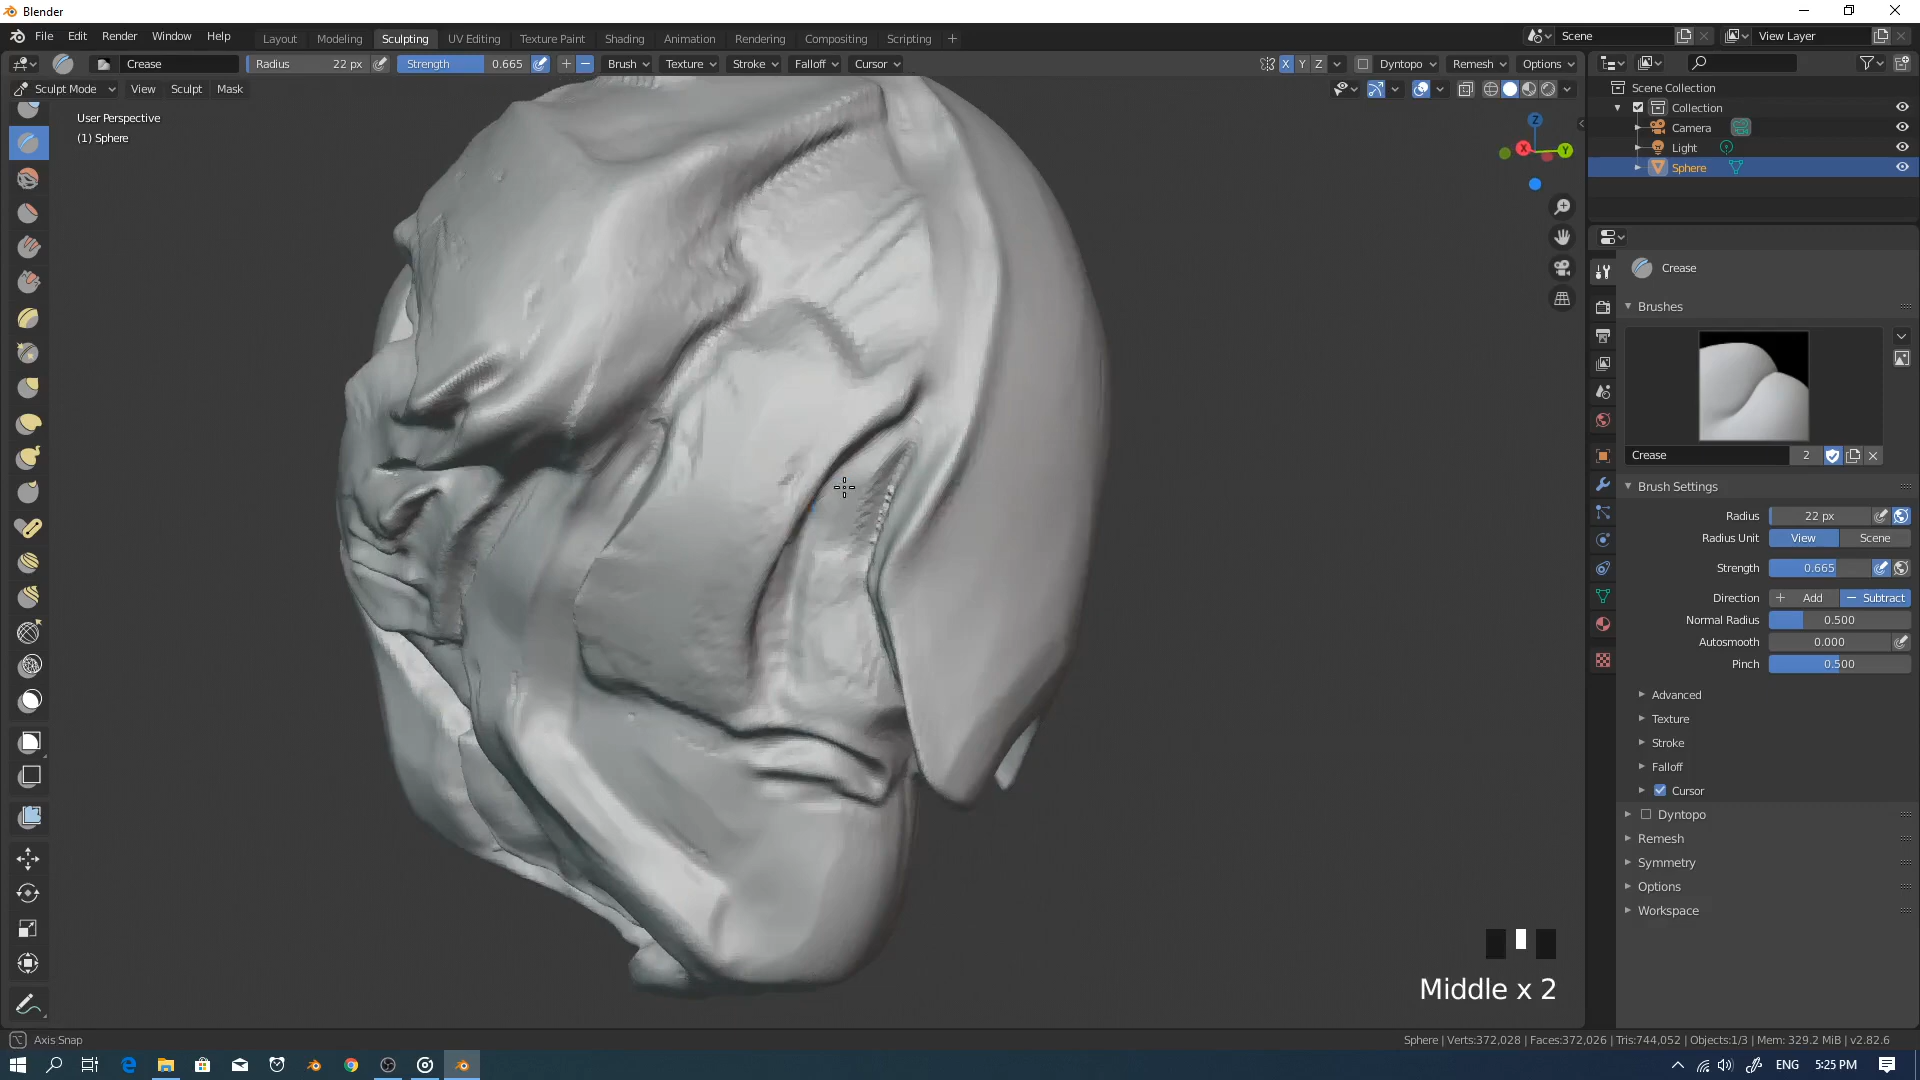 Blender
File Edit Render Window Help
Layout Modeling Sculpting UV Editing Texture Paint Shading Animation Rendering Compositing Scripting +
Scene
View Layer
Crease Radius 22 px Strength 0.665 Brush Texture Stroke Falloff Cursor
X Y Z Dyntopo Remesh Options
Sculpt Mode View Sculpt Mask
User Perspective
(1) Sphere
Z
X
Y
Scene Collection
Collection
Camera
Light
Sphere
Crease
Brushes
Crease 2
Brush Settings
Radius 22 px
Radius Unit View Scene
Strength 0.665
Direction + Add − Subtract
Normal Radius 0.500
Autosmooth 0.000
Pinch 0.500
Advanced
Texture
Stroke
Falloff
Cursor
Dyntopo
Remesh
Symmetry
Options
Workspace
Middle x 2
Axis Snap
Sphere | Verts:372,028 | Faces:372,026 | Tris:744,052 | Objects:1/3 | Mem: 329.2 MiB | v2.82.6
ENG 5:25 PM